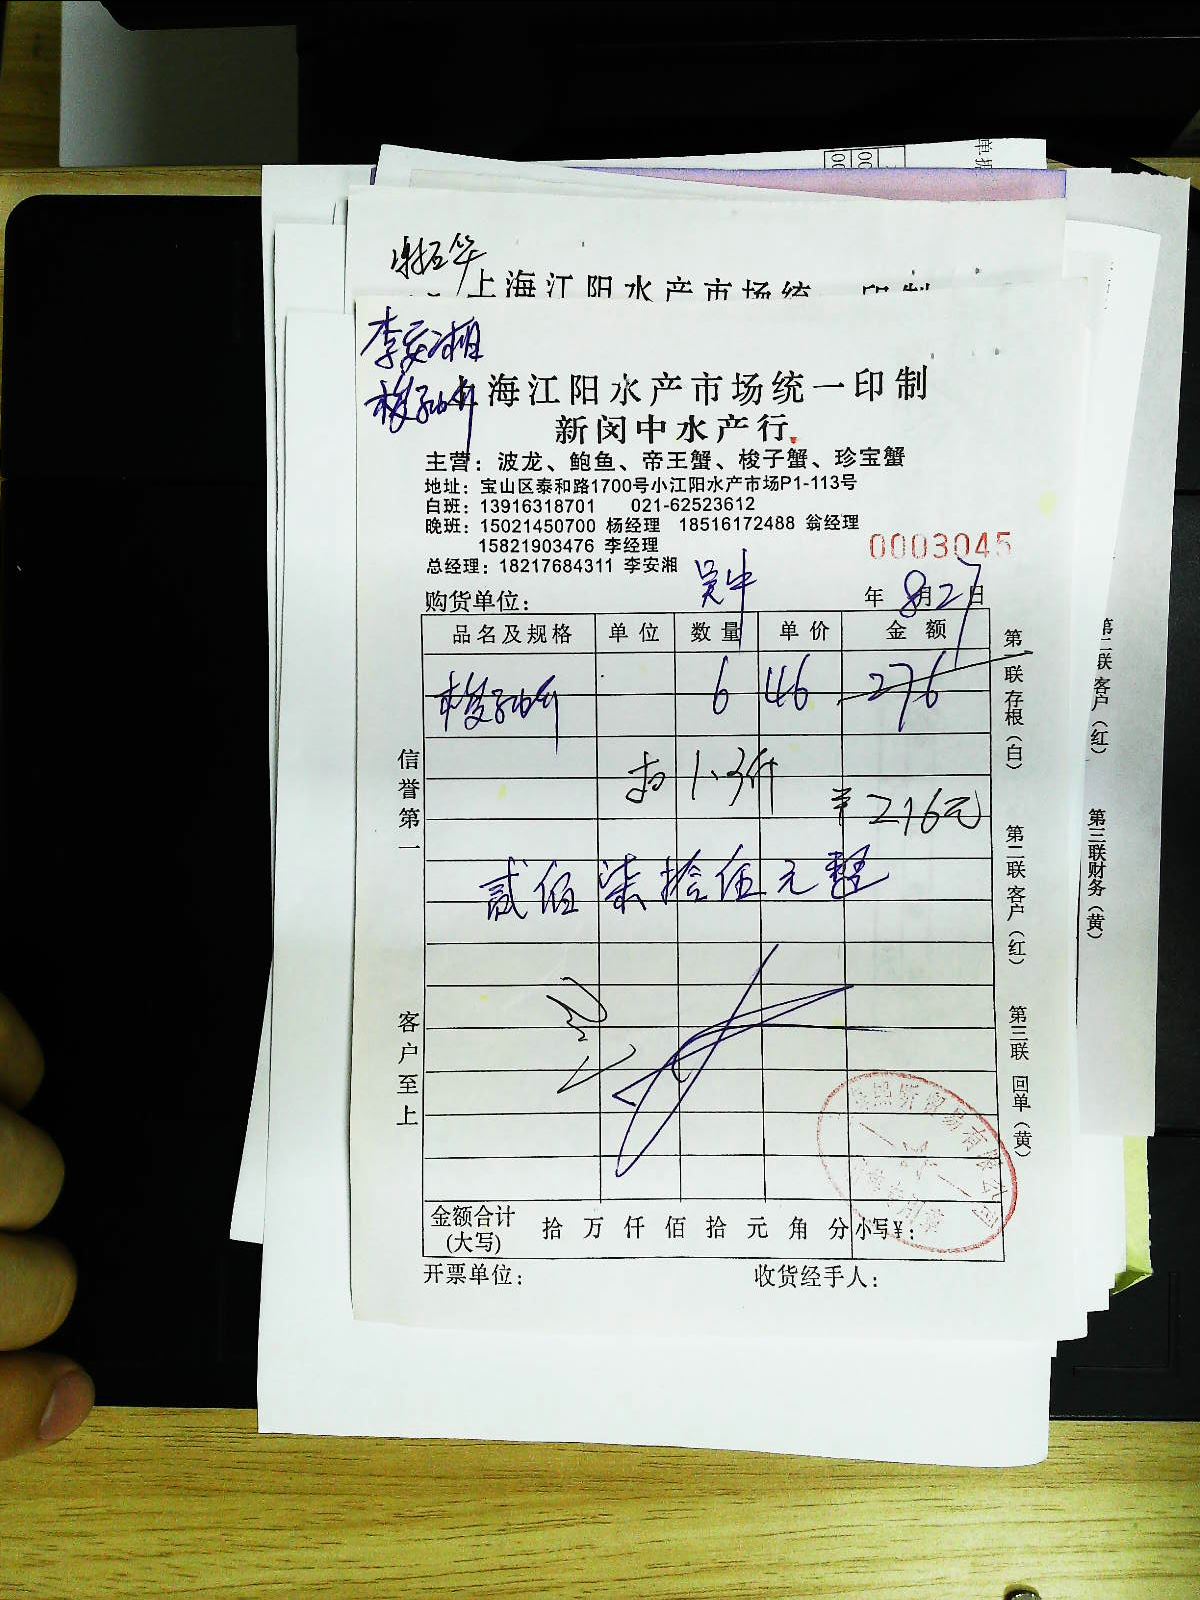 上海江阳水产市场统一印制
李安湘
梭子蟹
上海江阳水产市场统一印制
新闵中水产行
主营：波龙、鲍鱼、帝王蟹、梭子蟹、珍宝蟹
地址：宝山区泰和路1700号小江阳水产市场P1-113号
白班：13916318701 021-62523612
晚班：15021450700 杨经理 18516172488 翁经理
15821903476 李经理
总经理：18217684311 李安湘
0003045
购货单位： 吴中 年 8月27日
品名及规格 单位 数量 单价 金额
梭子蟹 6 46 276
扣 1.3斤
¥216元
贰佰柒拾伍元整
金额合计(大写) 拾 万 仟 佰 拾 元 角 分 小写¥：
开票单位： 收货经手人：
信誉第一
客户至上
第一联 存根（白）
第二联 客户（红）
第三联 回单（黄）
第二联 客户（红）
第三联 财务（黄）